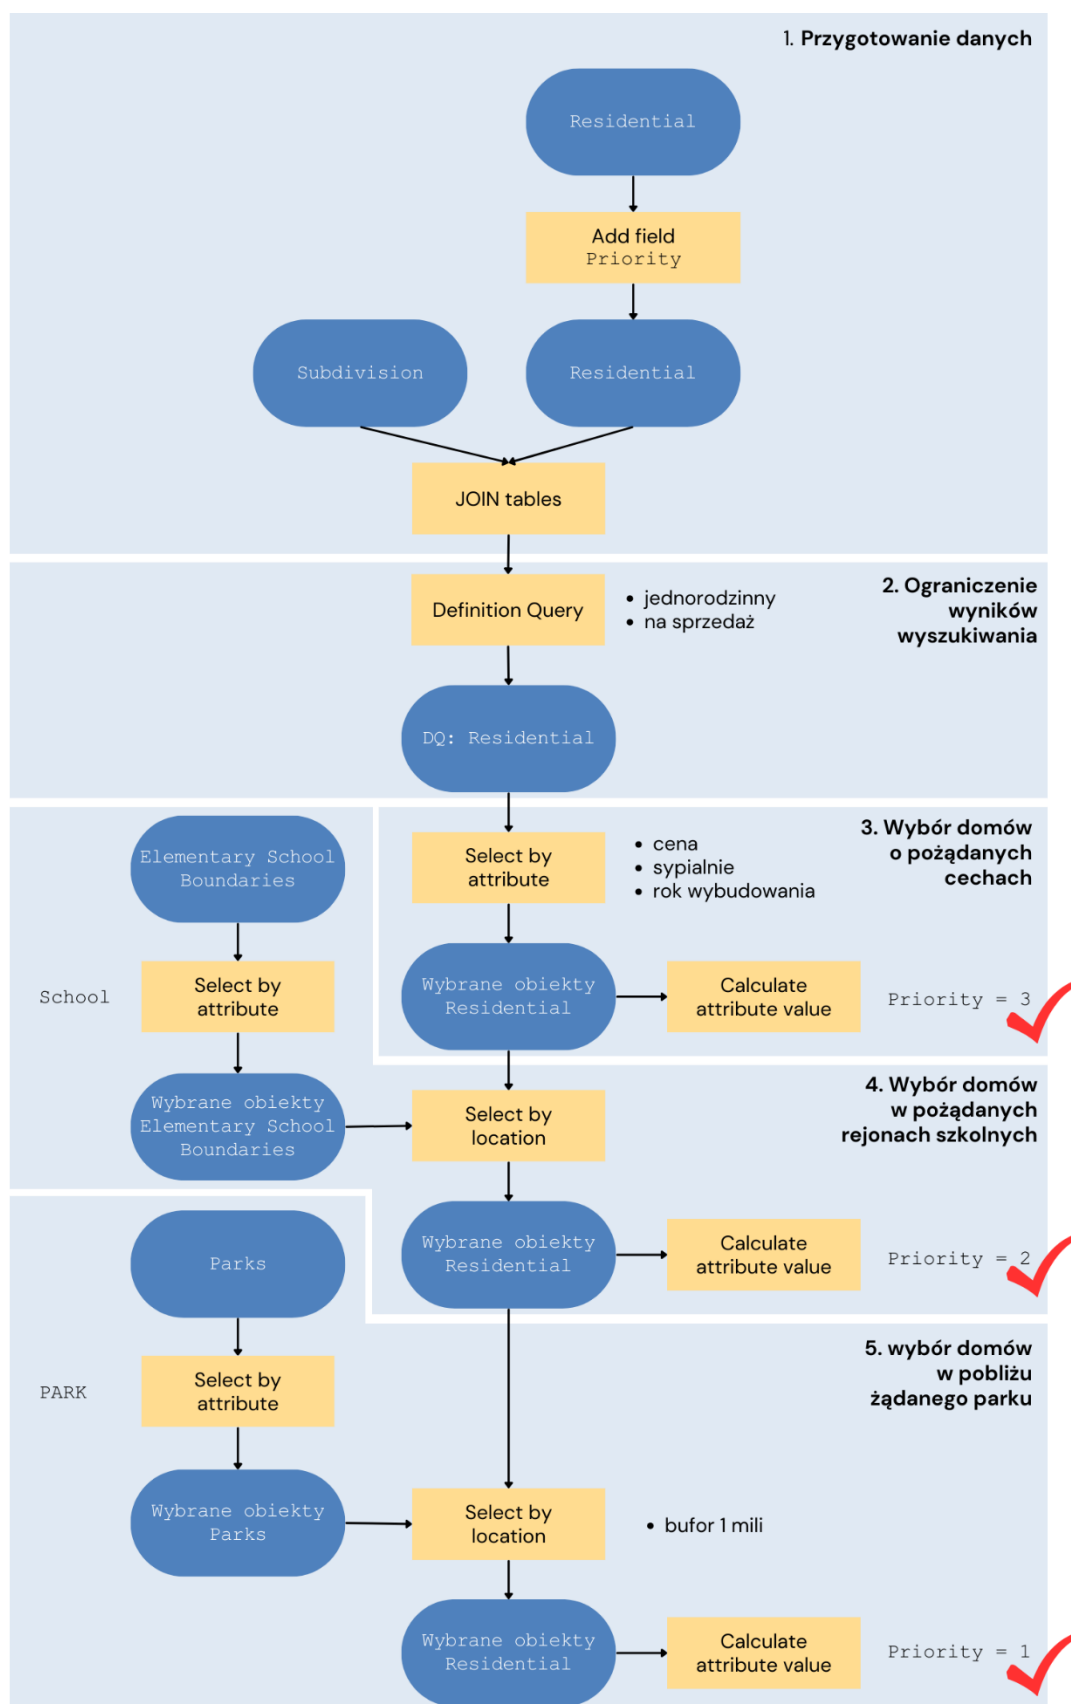 1. Przygotowanie danych
Residential
Add field
Priority
Subdivision
Residential
JOIN tables
2. Ograniczenie
wyników
wyszukiwania
Definition Query
• jednorodzinny
• na sprzedaż
DQ: Residential
3. Wybór domów
o pożądanych
cechach
Elementary School
Boundaries
Select by
attribute
• cena
• sypialnie
• rok wybudowania
School
Select by
attribute
Wybrane obiekty
Residential
Calculate
attribute value
Priority = 3
4. Wybór domów
w pożądanych
rejonach szkolnych
Wybrane obiekty
Elementary School
Boundaries
Select by
location
Wybrane obiekty
Residential
Calculate
attribute value
Priority = 2
Parks
5. wybór domów
w pobliżu
żądanego parku
PARK
Select by
attribute
Wybrane obiekty
Parks
Select by
location
• bufor 1 mili
Wybrane obiekty
Residential
Calculate
attribute value
Priority = 1